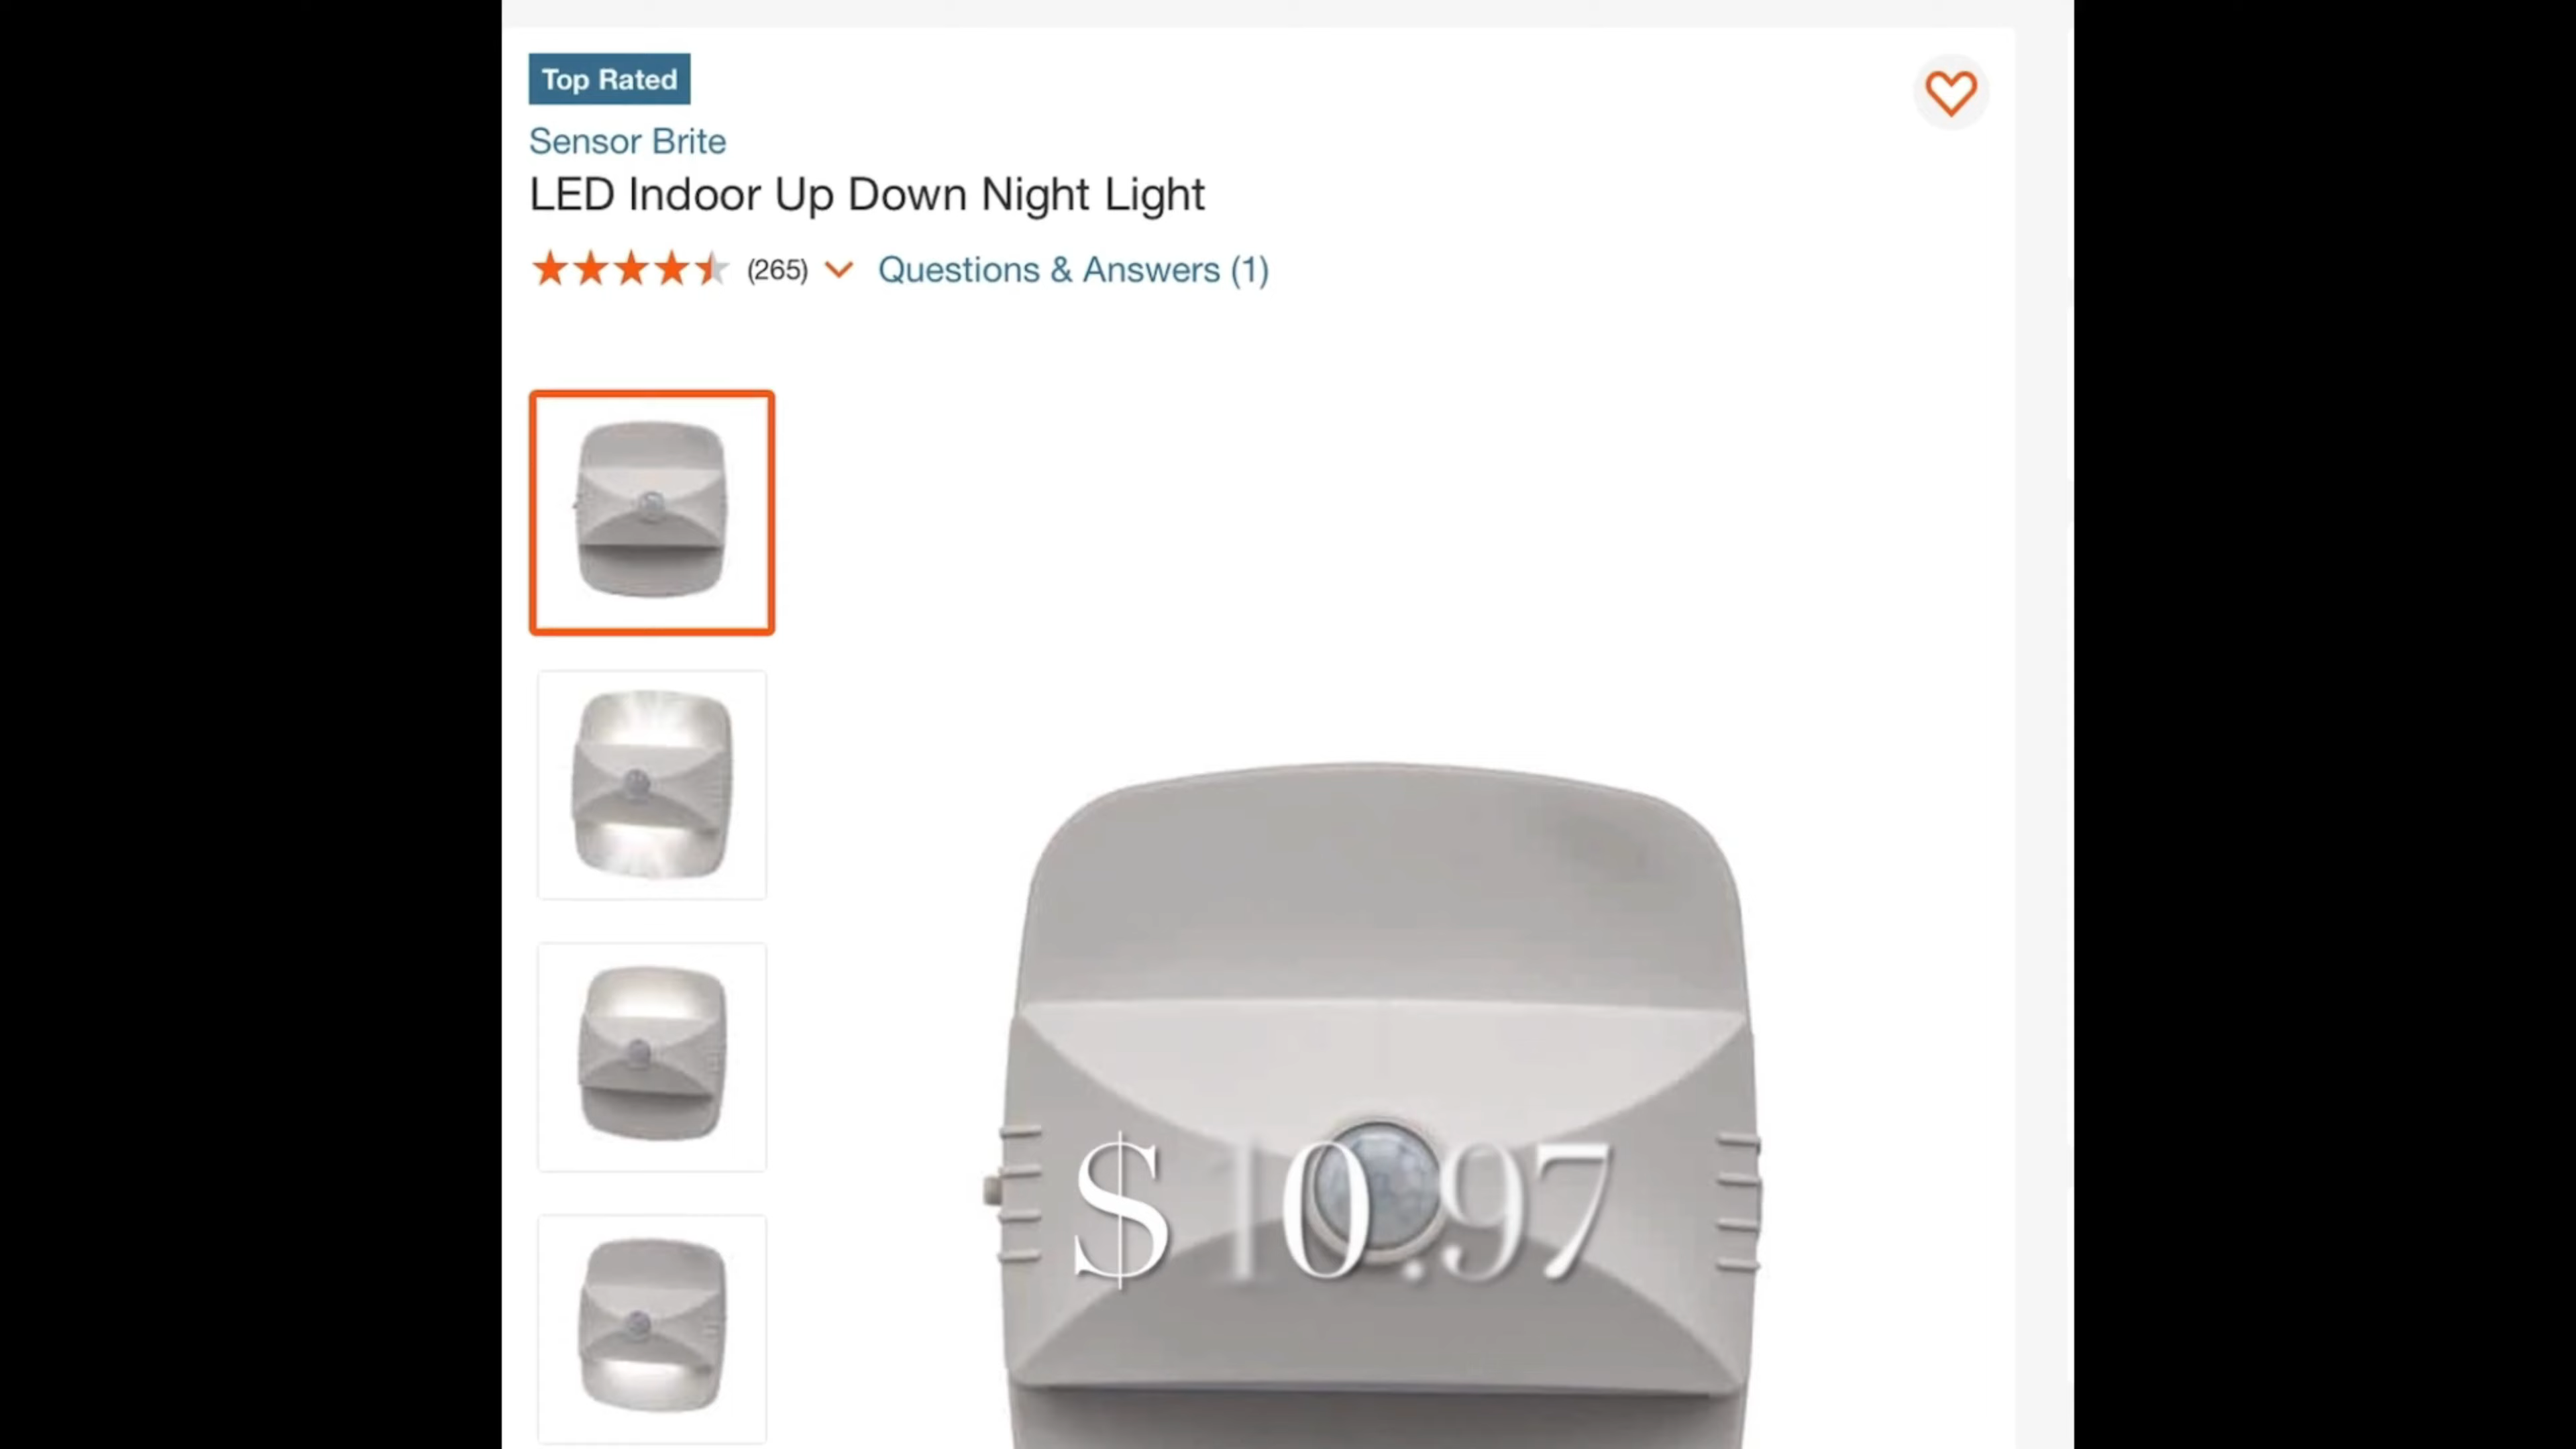 Top Rated
Sensor Brite
LED Indoor Up Down Night Light
(265) Questions & Answers (1)
$10.97